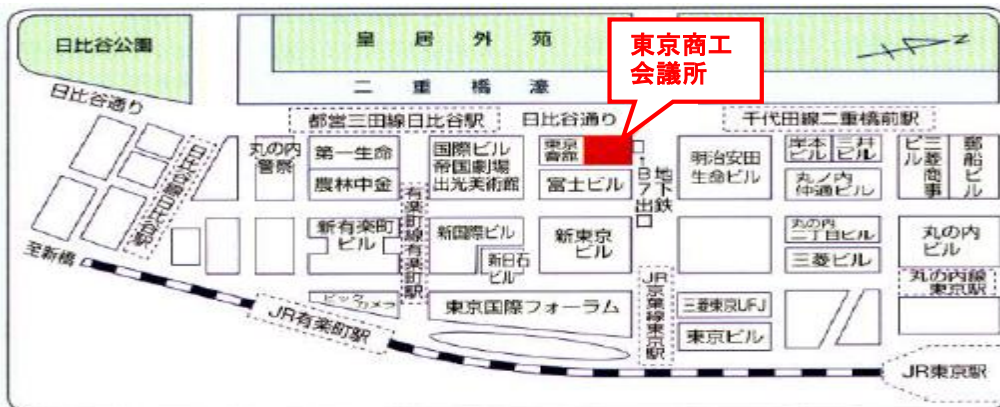 日比谷公園
皇居外苑
東京商工
会議所
N
二重橋濠
日比谷通り
都営三田線日比谷駅
日比谷通り
千代田線二重橋前駅
日比谷線日比谷駅
丸の内
警察
第一生命
農林中金
国際ビル
帝国劇場
出光美術館
東京
會舘
富士ビル
地下鉄
B7出口
明治安田
生命ビル
岸本
ビル
三井
ビル
丸ノ内
仲通ビル
三菱商事
ビル
郵船ビル
有楽町線有楽町駅
新有楽町
ビル
新国際ビル
新日石
ビル
新東京
ビル
丸の内
二丁目ビル
三菱ビル
丸の内
ビル
丸の内線
東京駅
至新橋
ビック
カメラ
東京国際フォーラム
JR京葉線東京駅
三菱東京UFJ
東京ビル
JR有楽町駅
JR東京駅